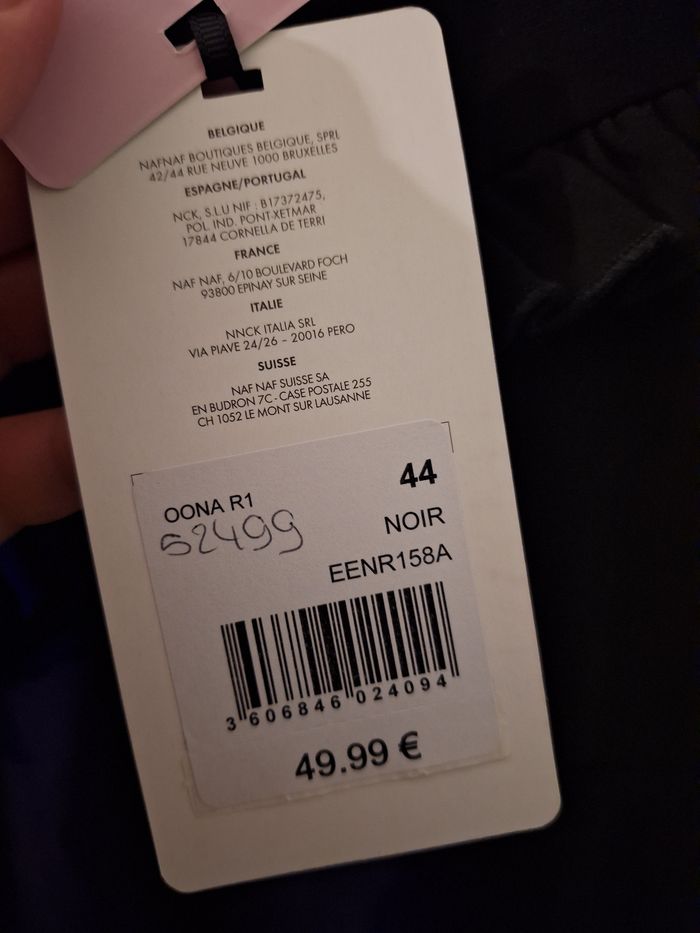 BELGIQUE
NAFNAF BOUTIQUES BELGIQUE, SPRL
42/44 RUE NEUVE 1000 BRUXELLES
ESPAGNE/PORTUGAL
NCK, S.L.U NIF : B17372475,
POL. IND. PONT-XETMAR
17844 CORNELLA DE TERRI
FRANCE
NAF NAF, 6/10 BOULEVARD FOCH
93800 EPINAY SUR SEINE
ITALIE
NNCK ITALIA SRL
VIA PIAVE 24/26 - 20016 PERO
SUISSE
NAF NAF SUISSE SA
EN BUDRON 7C - CASE POSTALE 255
CH 1052 LE MONT SUR LAUSANNE
44
OONA R1
NOIR
52499
EENR158A
3 606846 024094
49.99 €